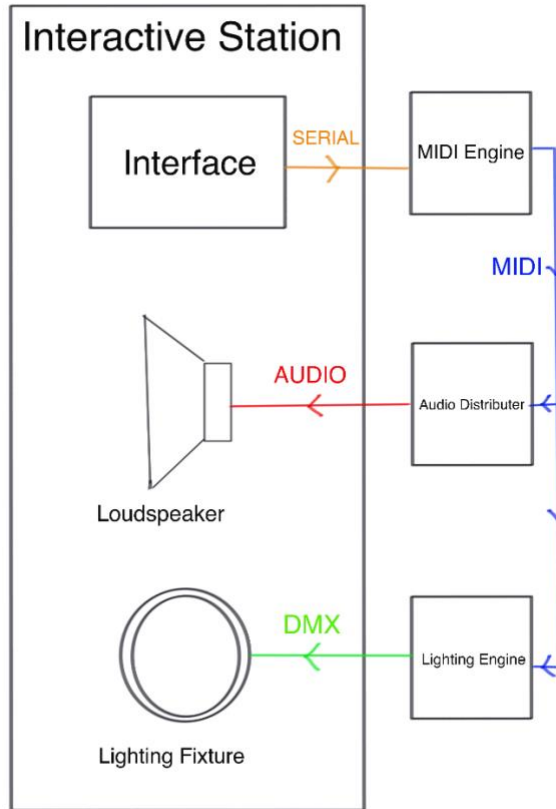 Interactive Station
Interface
SERIAL
MIDI Engine
MIDI
AUDIO
Audio Distributer
Loudspeaker
DMX
Lighting Engine
Lighting Fixture